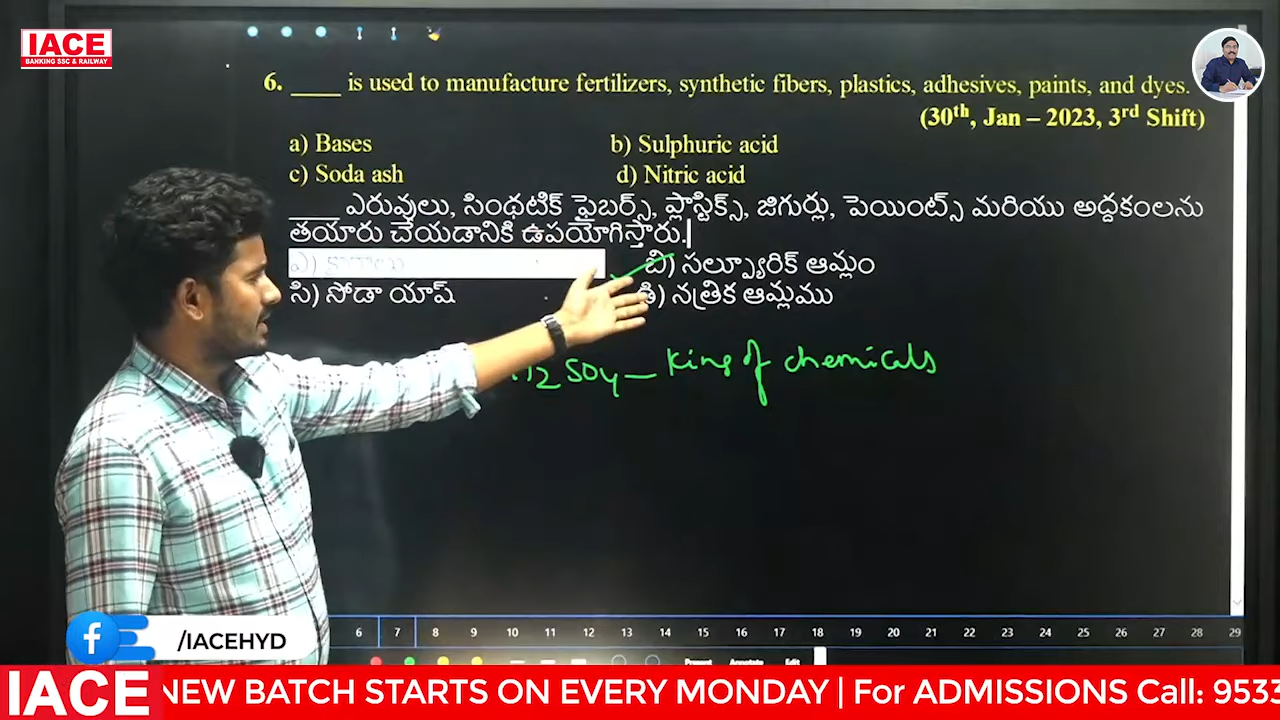 IACE
BANKING SSC & RAILWAY
6. ____ is used to manufacture fertilizers, synthetic fibers, plastics, adhesives, paints, and dyes.
(30th, Jan – 2023, 3rd Shift)
a) Bases b) Sulphuric acid
c) Soda ash d) Nitric acid
____ ఎరువులు, సింథటిక్ ఫైబర్స్, ప్లాస్టిక్స్, జిగుర్లు, పెయింట్స్ మరియు అద్దకంలను
తయారు చేయడానికి ఉపయోగిస్తారు.
బి) సల్ఫ్యూరిక్ ఆమ్లం
సి) సోడా యాష్ డి) నత్రిక ఆమ్లము
H2SO4 – King of chemicals
6 7 8 9 10 11 12 13 14 15 16 17 18 19 20 21 22 23 24 25 26 27 28 29
Present Annotate Edit
f /IACEHYD
IACE NEW BATCH STARTS ON EVERY MONDAY | For ADMISSIONS Call: 9533